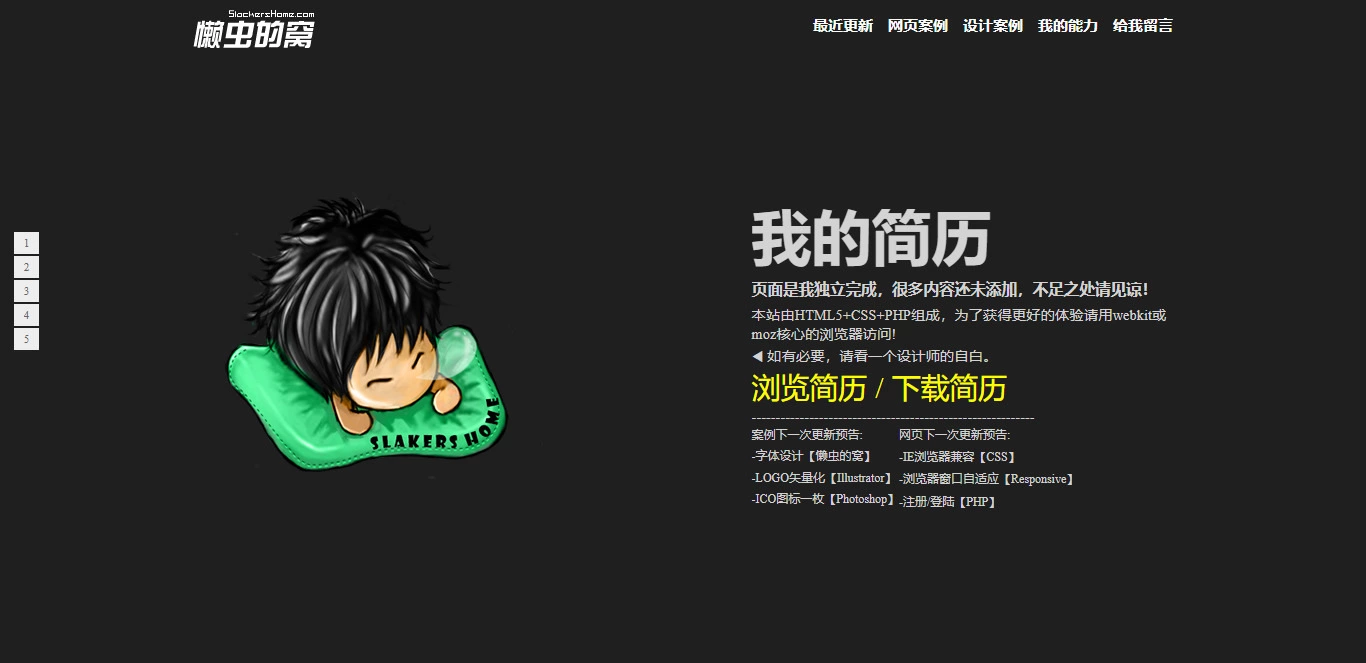 SlackersHome.com
懒虫的窝
最近更新 网页案例 设计案例 我的能力 给我留言
1
2
3
4
5
SLAKERS HOME
我的简历
页面是我独立完成，很多内容还未添加，不足之处请见谅！
本站由HTML5+CSS+PHP组成，为了获得更好的体验请用webkit或
moz核心的浏览器访问!
◀ 如有必要，请看一个设计师的自白。
浏览简历 / 下载简历
-----------------------------------------------------------
案例下一次更新预告:
-字体设计【懒虫的窝】
-LOGO矢量化【Illustrator】
-ICO图标一枚【Photoshop】
网页下一次更新预告:
-IE浏览器兼容【CSS】
-浏览器窗口自适应【Responsive】
-注册/登陆【PHP】